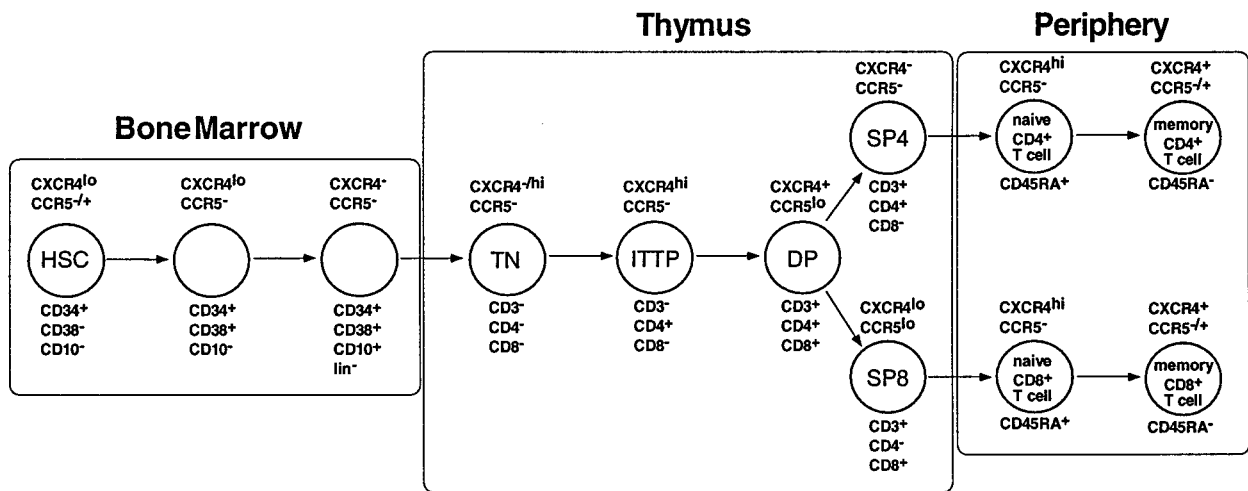 Bone Marrow
CXCR4lo
CCR5-/+
HSC
CD34+
CD38-
CD10-
CXCR4lo
CCR5-
CD34+
CD38+
CD10-
CXCR4-
CCR5-
CD34+
CD38+
CD10+
lin-
Thymus
CXCR4-/hi
CCR5-
TN
CD3-
CD4-
CD8-
CXCR4hi
CCR5-
ITTP
CD3-
CD4+
CD8-
CXCR4+
CCR5lo
DP
CD3+
CD4+
CD8+
CXCR4-
CCR5-
SP4
CD3+
CD4+
CD8-
CXCR4lo
CCR5lo
SP8
CD3+
CD4-
CD8+
Periphery
CXCR4hi
CCR5-
naive
CD4+
T cell
CD45RA+
CXCR4+
CCR5-/+
memory
CD4+
T cell
CD45RA-
CXCR4hi
CCR5-
naive
CD8+
T cell
CD45RA+
CXCR4+
CCR5-/+
memory
CD8+
T cell
CD45RA-